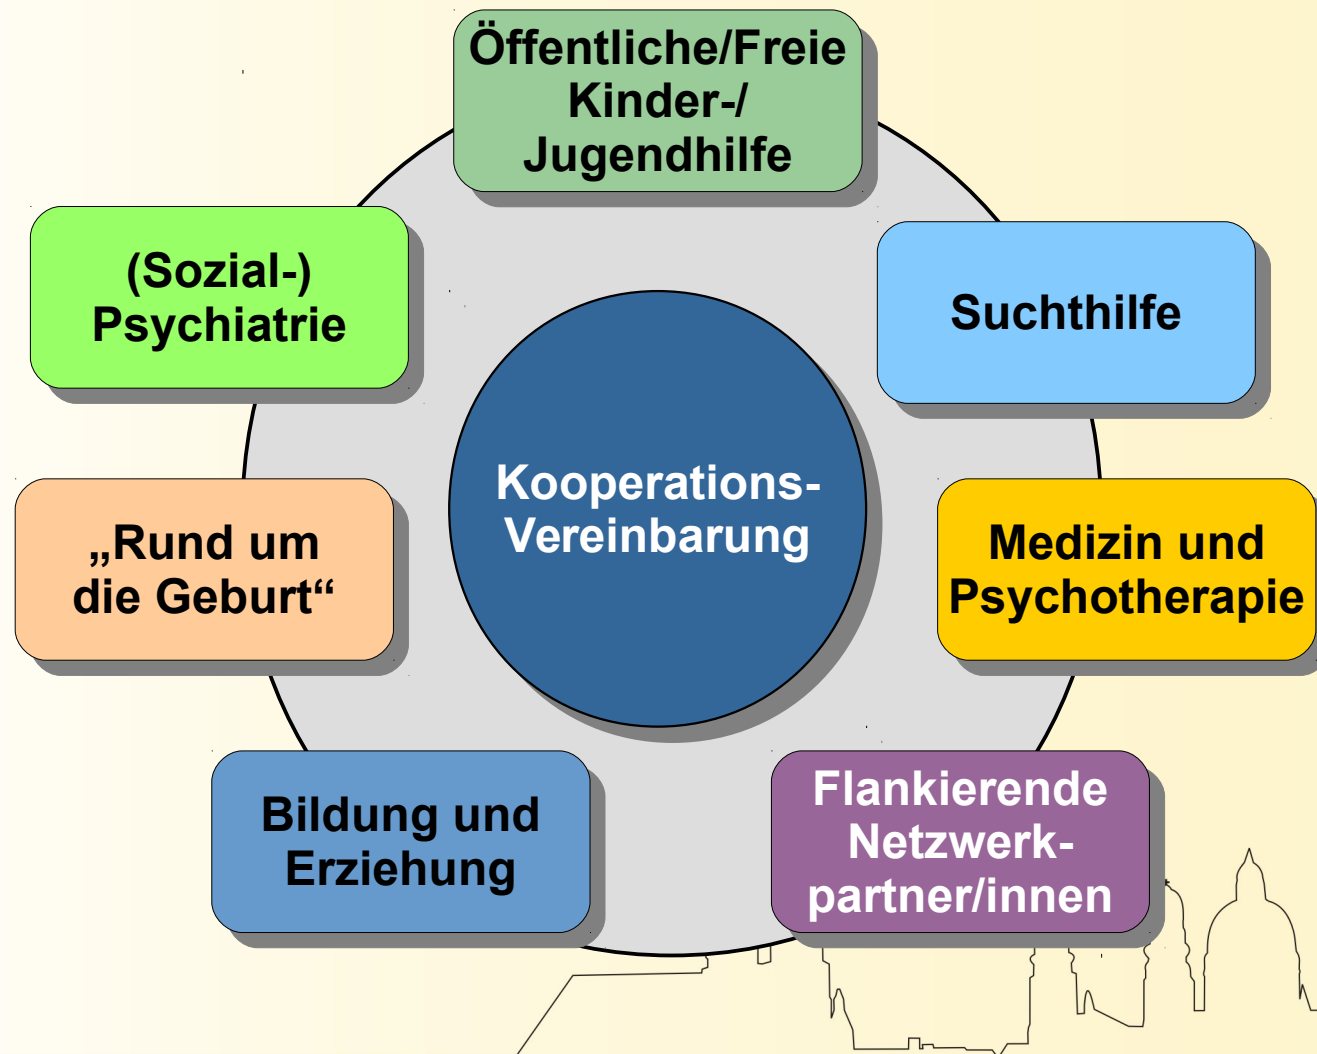 Öffentliche/Freie
Kinder-/
Jugendhilfe
(Sozial-)
Psychiatrie
Suchthilfe
Kooperations-
Vereinbarung
„Rund um
die Geburt“
Medizin und
Psychotherapie
Bildung und
Erziehung
Flankierende
Netzwerk-
partner/innen